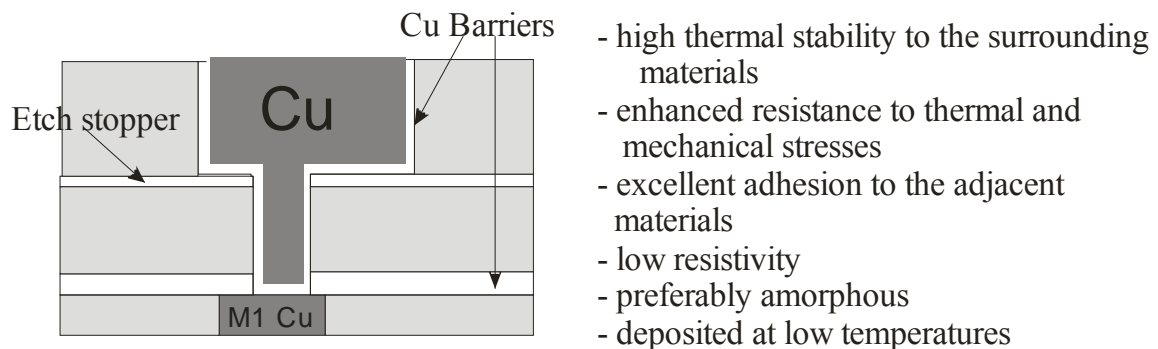 Cu Barriers
Etch stopper
Cu
M1 Cu
- high thermal stability to the surrounding
materials
- enhanced resistance to thermal and
mechanical stresses
- excellent adhesion to the adjacent
materials
- low resistivity
- preferably amorphous
- deposited at low temperatures